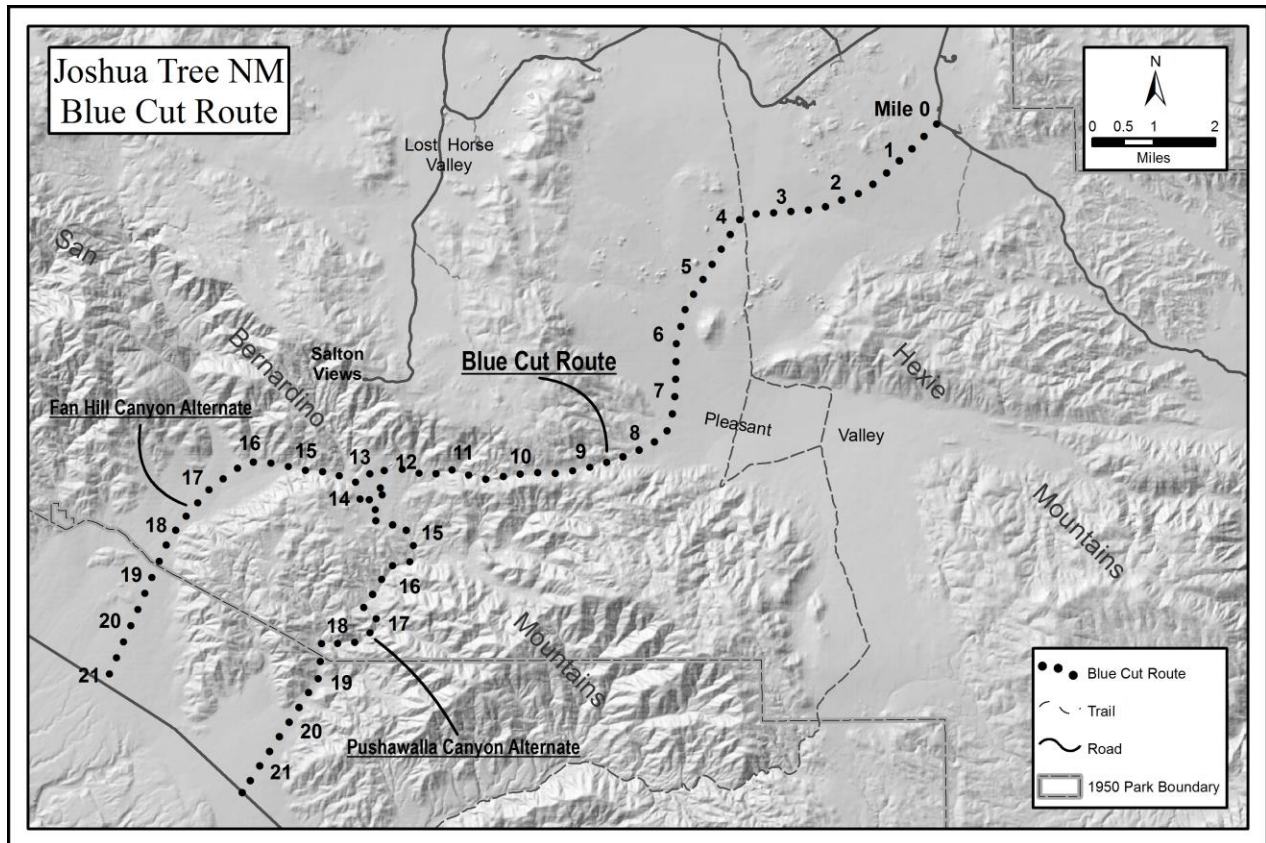 Joshua Tree NM
Blue Cut Route
N
0 0.5 1 2
Miles
Mile 0
1
2
3
4
5
6
7
8
9
10
11
12
13
14
Lost Horse
Valley
San
Bernardino
Mountains
Salton
Views
Hexie
Mountains
Pleasant Valley
Blue Cut Route
Fan Hill Canyon Alternate
15
16
17
18
19
20
21
Pushawalla Canyon Alternate
15
16
17
18
19
20
21
Blue Cut Route
Trail
Road
1950 Park Boundary